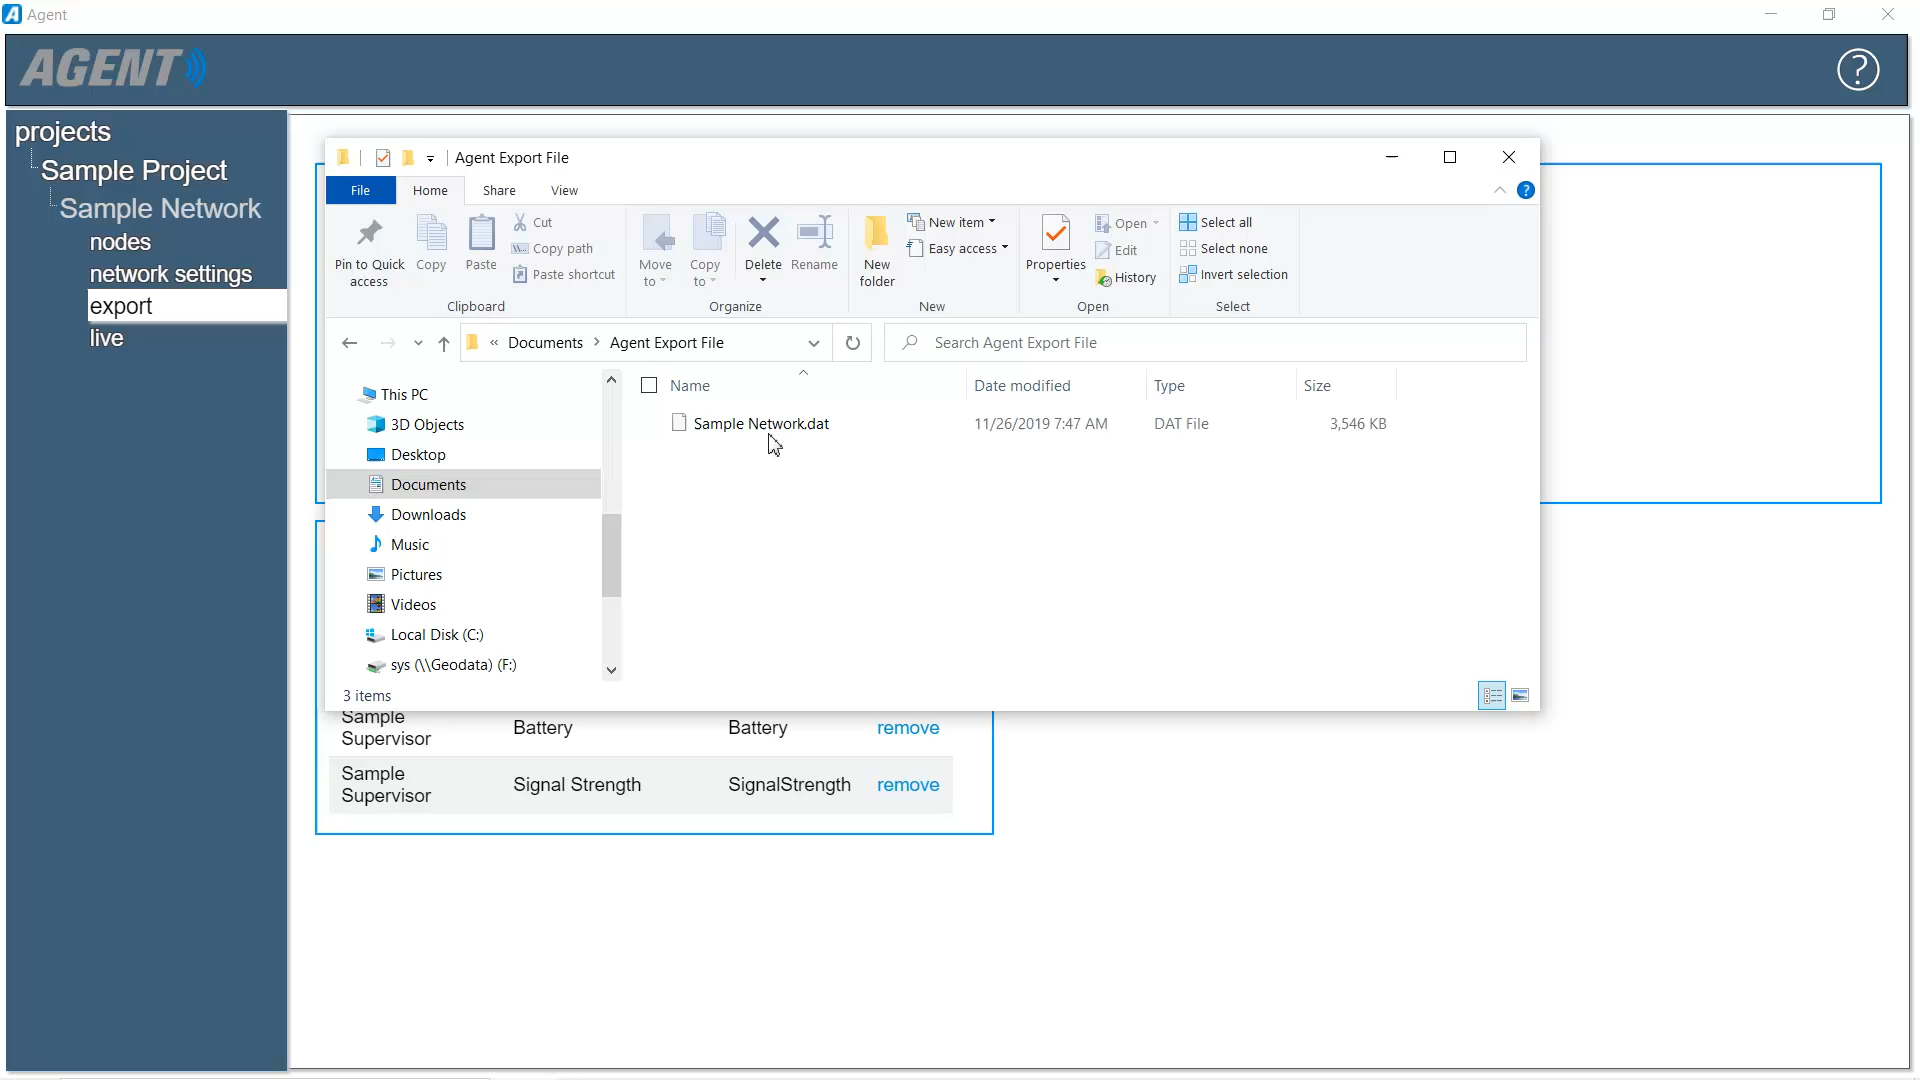 Agent
AGENT
?
projects
Sample Project
Sample Network
nodes
network settings
export
live
Agent Export File
File Home Share View
?
Pin to Quick access
Copy
Paste
Cut
Copy path
Paste shortcut
Clipboard
Move to
Copy to
Delete
Rename
Organize
New folder
New item
Easy access
New
Properties
Open
Edit
History
Open
Select all
Select none
Invert selection
Select
« Documents > Agent Export File
Search Agent Export File
This PC
3D Objects
Desktop
Documents
Downloads
Music
Pictures
Videos
Local Disk (C:)
sys (\\Geodata) (F:)
Name Date modified Type Size
Sample Network.dat 11/26/2019 7:47 AM DAT File 3,546 KB
3 items
Sample
Supervisor Battery Battery remove
Sample
Supervisor Signal Strength SignalStrength remove